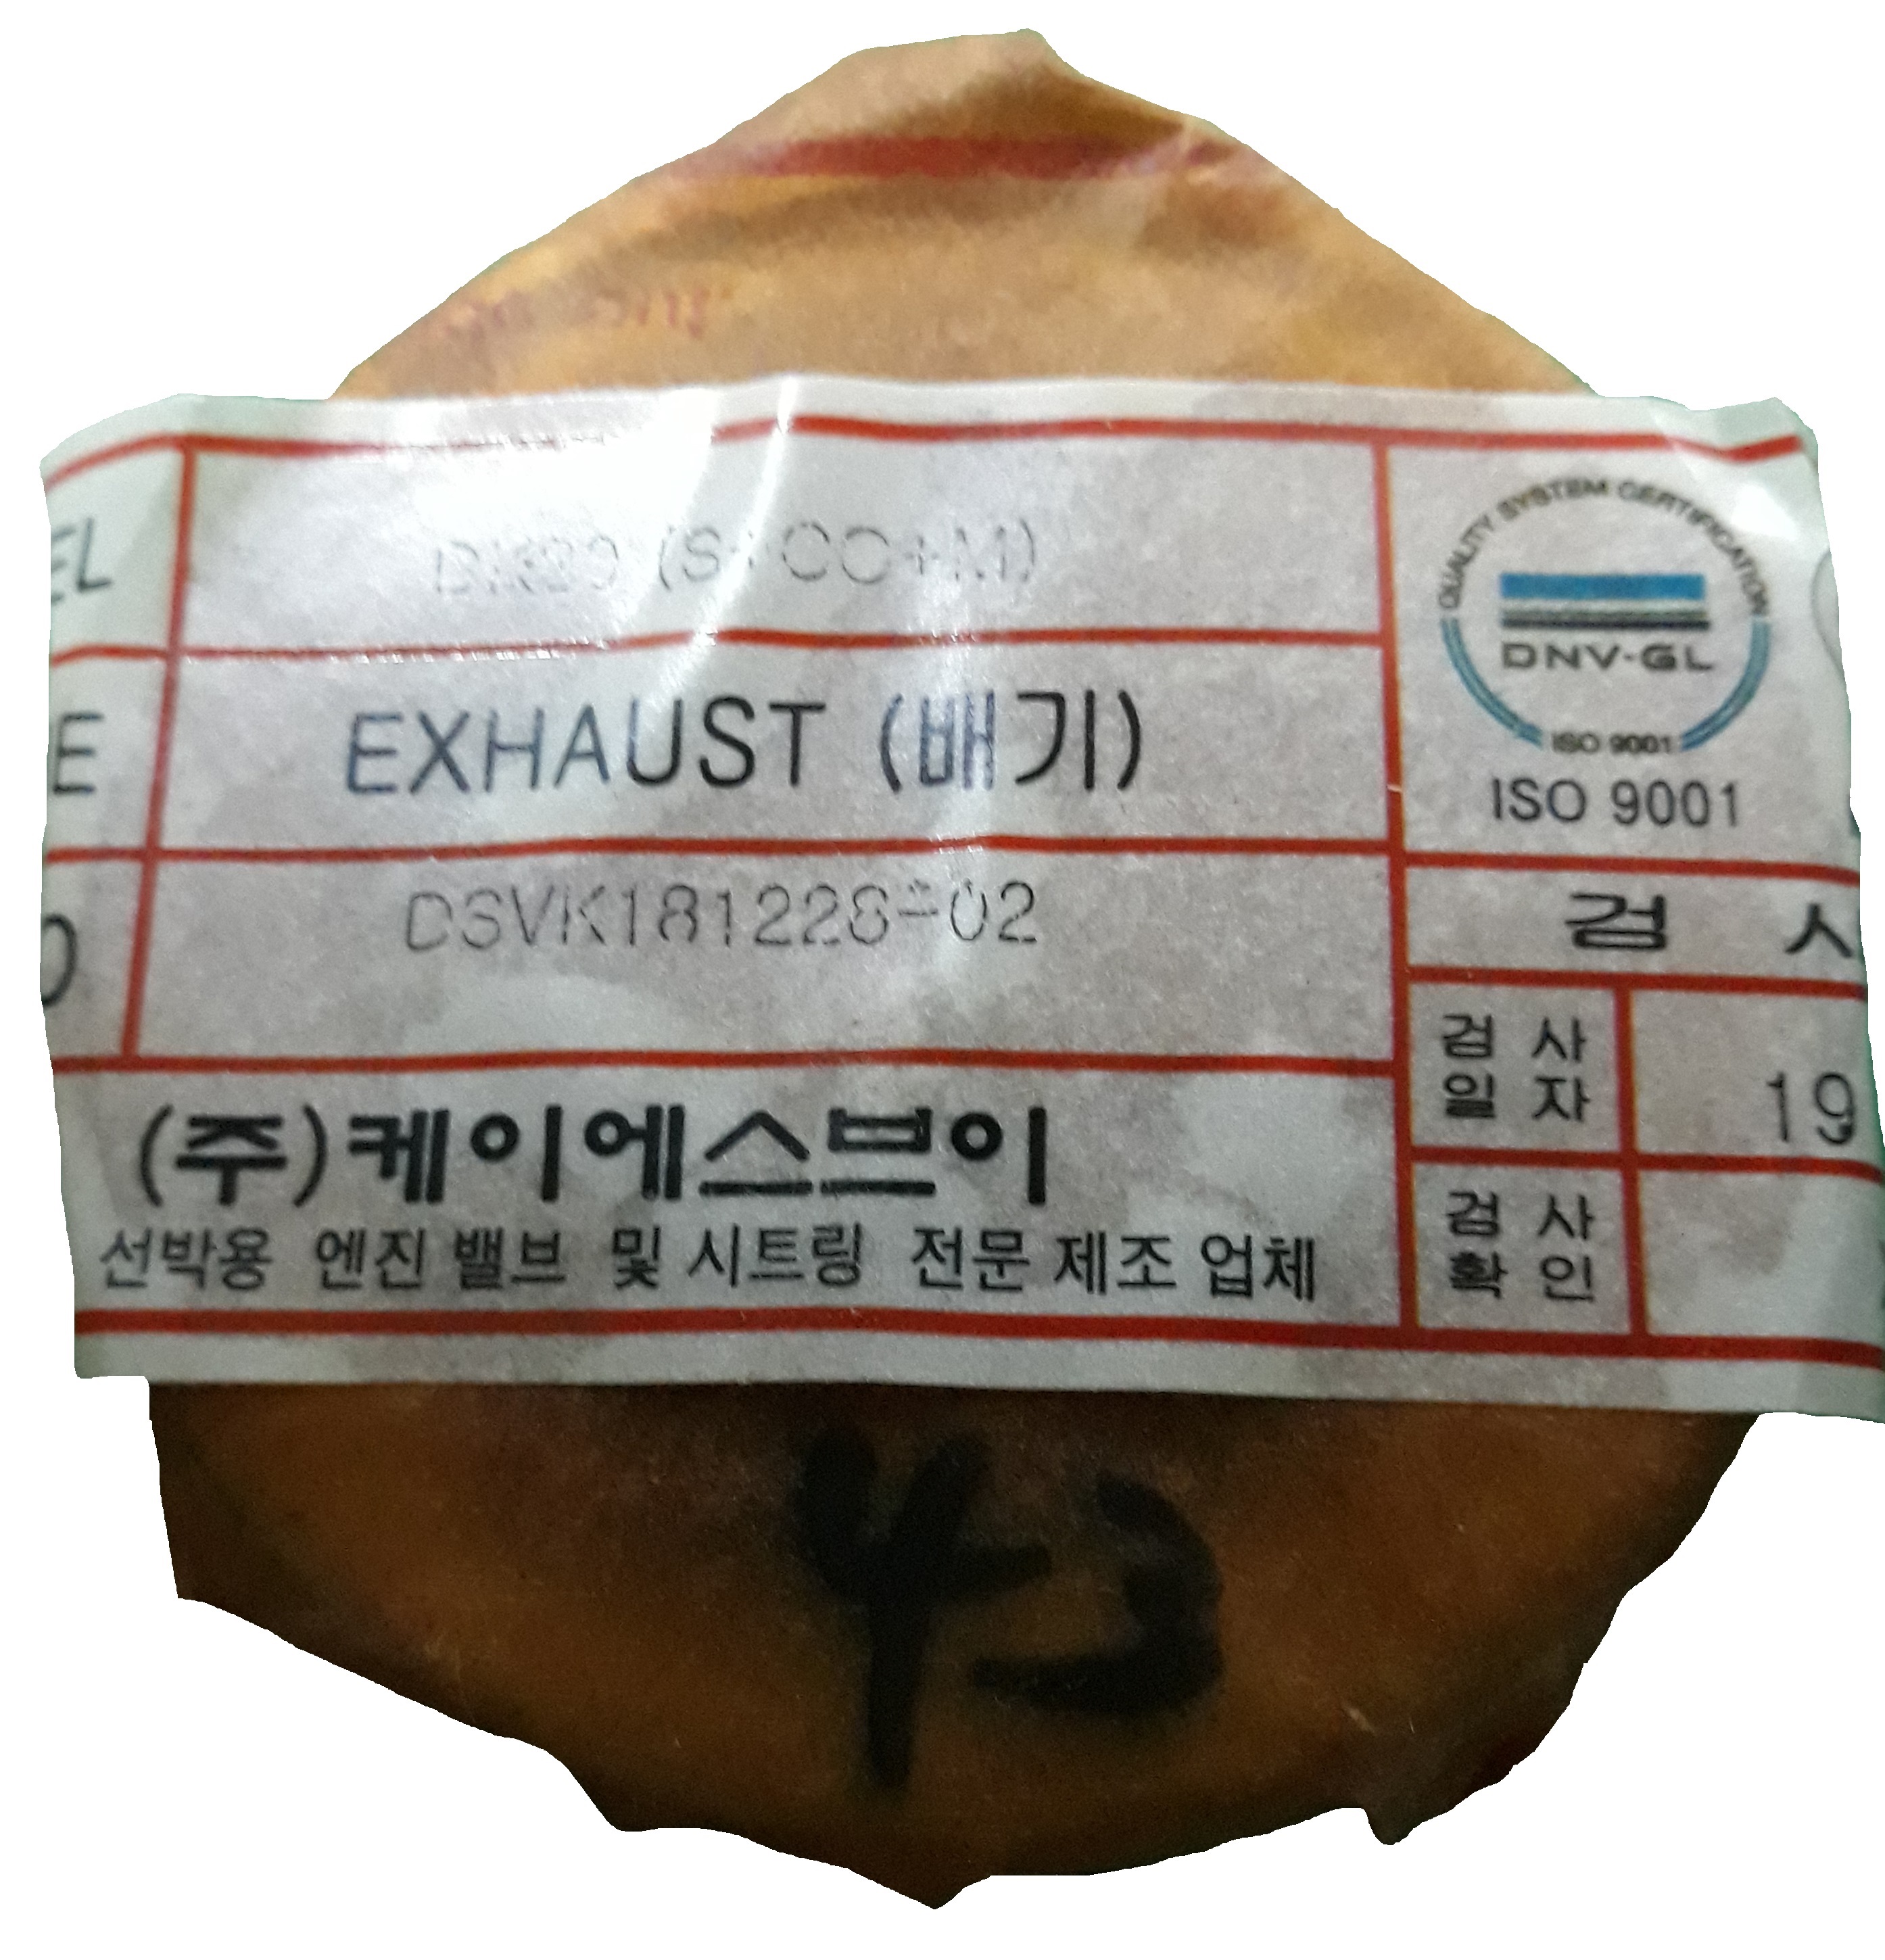 EL
(S+CO+M)
E
EXHAUST (배기)
O
DSVK181228-02
(주)케이에스브이
선박용 엔진 밸브 및 시트링 전문 제조 업체
QUALITY SYSTEM CERTIFICATION
DNV·GL
ISO 9001
ISO 9001
검 사
검 사
일 자
19
검 사
확 인
43